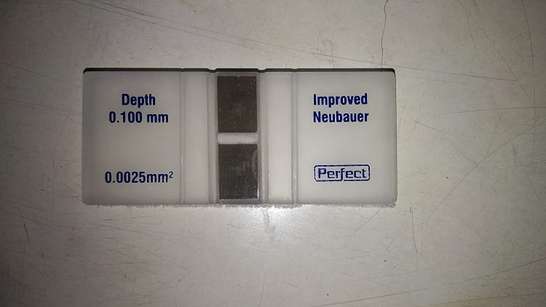 Depth
0.100 mm
0.0025mm²
Improved
Neubauer
Perfect